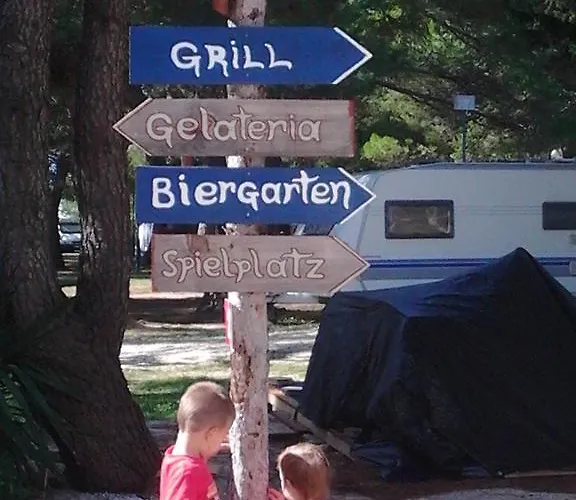 GRiLL
Gelateria
Biergarten
Spielplatz